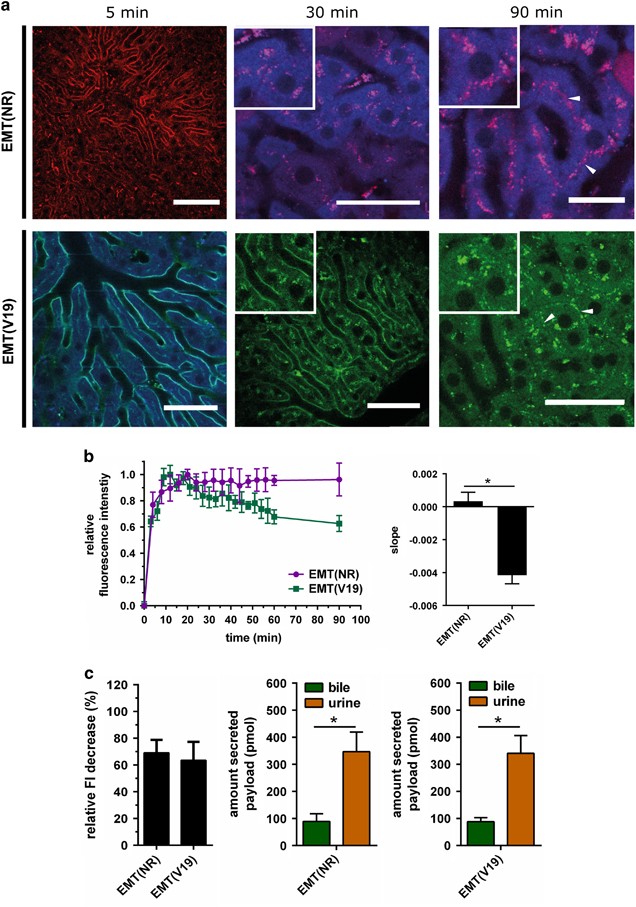 a
5 min 30 min 90 min
EMT(NR)
EMT(V19)
b
relative
fluorescence intenstiy
1.0
0.8
0.6
0.4
0.2
0.0
0 10 20 30 40 50 60 70 80 90 100
time (min)
EMT(NR)
EMT(V19)
slope
0.002
0.000
-0.002
-0.004
-0.006
*
EMT(NR)
EMT(V19)
c
relative FI decrease (%)
120
100
80
60
40
20
0
EMT(NR)
EMT(V19)
amount secreted
payload (pmol)
600
500
400
300
200
100
0
bile
urine
*
EMT(NR)
amount secreted
payload (pmol)
600
500
400
300
200
100
0
bile
urine
*
EMT(V19)